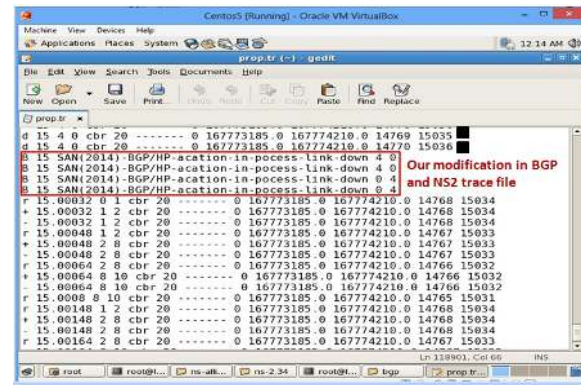 CentosS [Running] - Oracle VM VirtualBox
Machine View Devices Help
Applications Places System 12:14 AM
prop.tr (~) - gedit
File Edit View Search Tools Documents Help
New Open Save Print... Undo Redo Cut Copy Paste Find Replace
prop.tr
d 15 4 0 cbr 20 ------- 0 167773185.0 167774210.0 14769 15035
d 15 4 0 cbr 20 ------- 0 167773185.0 167774210.0 14770 15036
B 15 SAN(2014)-BGP/HP-acation-in-pocess-link-down 4 0
B 15 SAN(2014)-BGP/HP-acation-in-pocess-link-down 4 0
B 15 SAN(2014)-BGP/HP-acation-in-pocess-link-down 0 4
B 15 SAN(2014)-BGP/HP-acation-in-pocess-link-down 0 4
Our modification in BGP
and NS2 trace file
r 15.00032 0 1 cbr 20 ------- 0 167773185.0 167774210.0 14768 15034
+ 15.00032 1 2 cbr 20 ------- 0 167773185.0 167774210.0 14768 15034
- 15.00032 1 2 cbr 20 ------- 0 167773185.0 167774210.0 14768 15034
r 15.00048 1 2 cbr 20 ------- 0 167773185.0 167774210.0 14767 15033
+ 15.00048 2 8 cbr 20 ------- 0 167773185.0 167774210.0 14767 15033
- 15.00048 2 8 cbr 20 ------- 0 167773185.0 167774210.0 14767 15033
r 15.00064 2 8 cbr 20 ------- 0 167773185.0 167774210.0 14766 15032
+ 15.00064 8 10 cbr 20 ------- 0 167773185.0 167774210.0 14766 15032
- 15.00064 8 10 cbr 20 ------- 0 167773185.0 167774210.0 14766 15032
r 15.0008 8 10 cbr 20 ------- 0 167773185.0 167774210.0 14765 15031
r 15.00148 1 2 cbr 20 ------- 0 167773185.0 167774210.0 14768 15034
+ 15.00148 2 8 cbr 20 ------- 0 167773185.0 167774210.0 14768 15034
- 15.00148 2 8 cbr 20 ------- 0 167773185.0 167774210.0 14768 15034
r 15.00164 2 8 cbr 20 ------- 0 167773185.0 167774210.0 14767 15033
Ln 118901, Col 66 INS
root root@l... ns-alli... ns-2.34 root@l... bgp prop.tr...